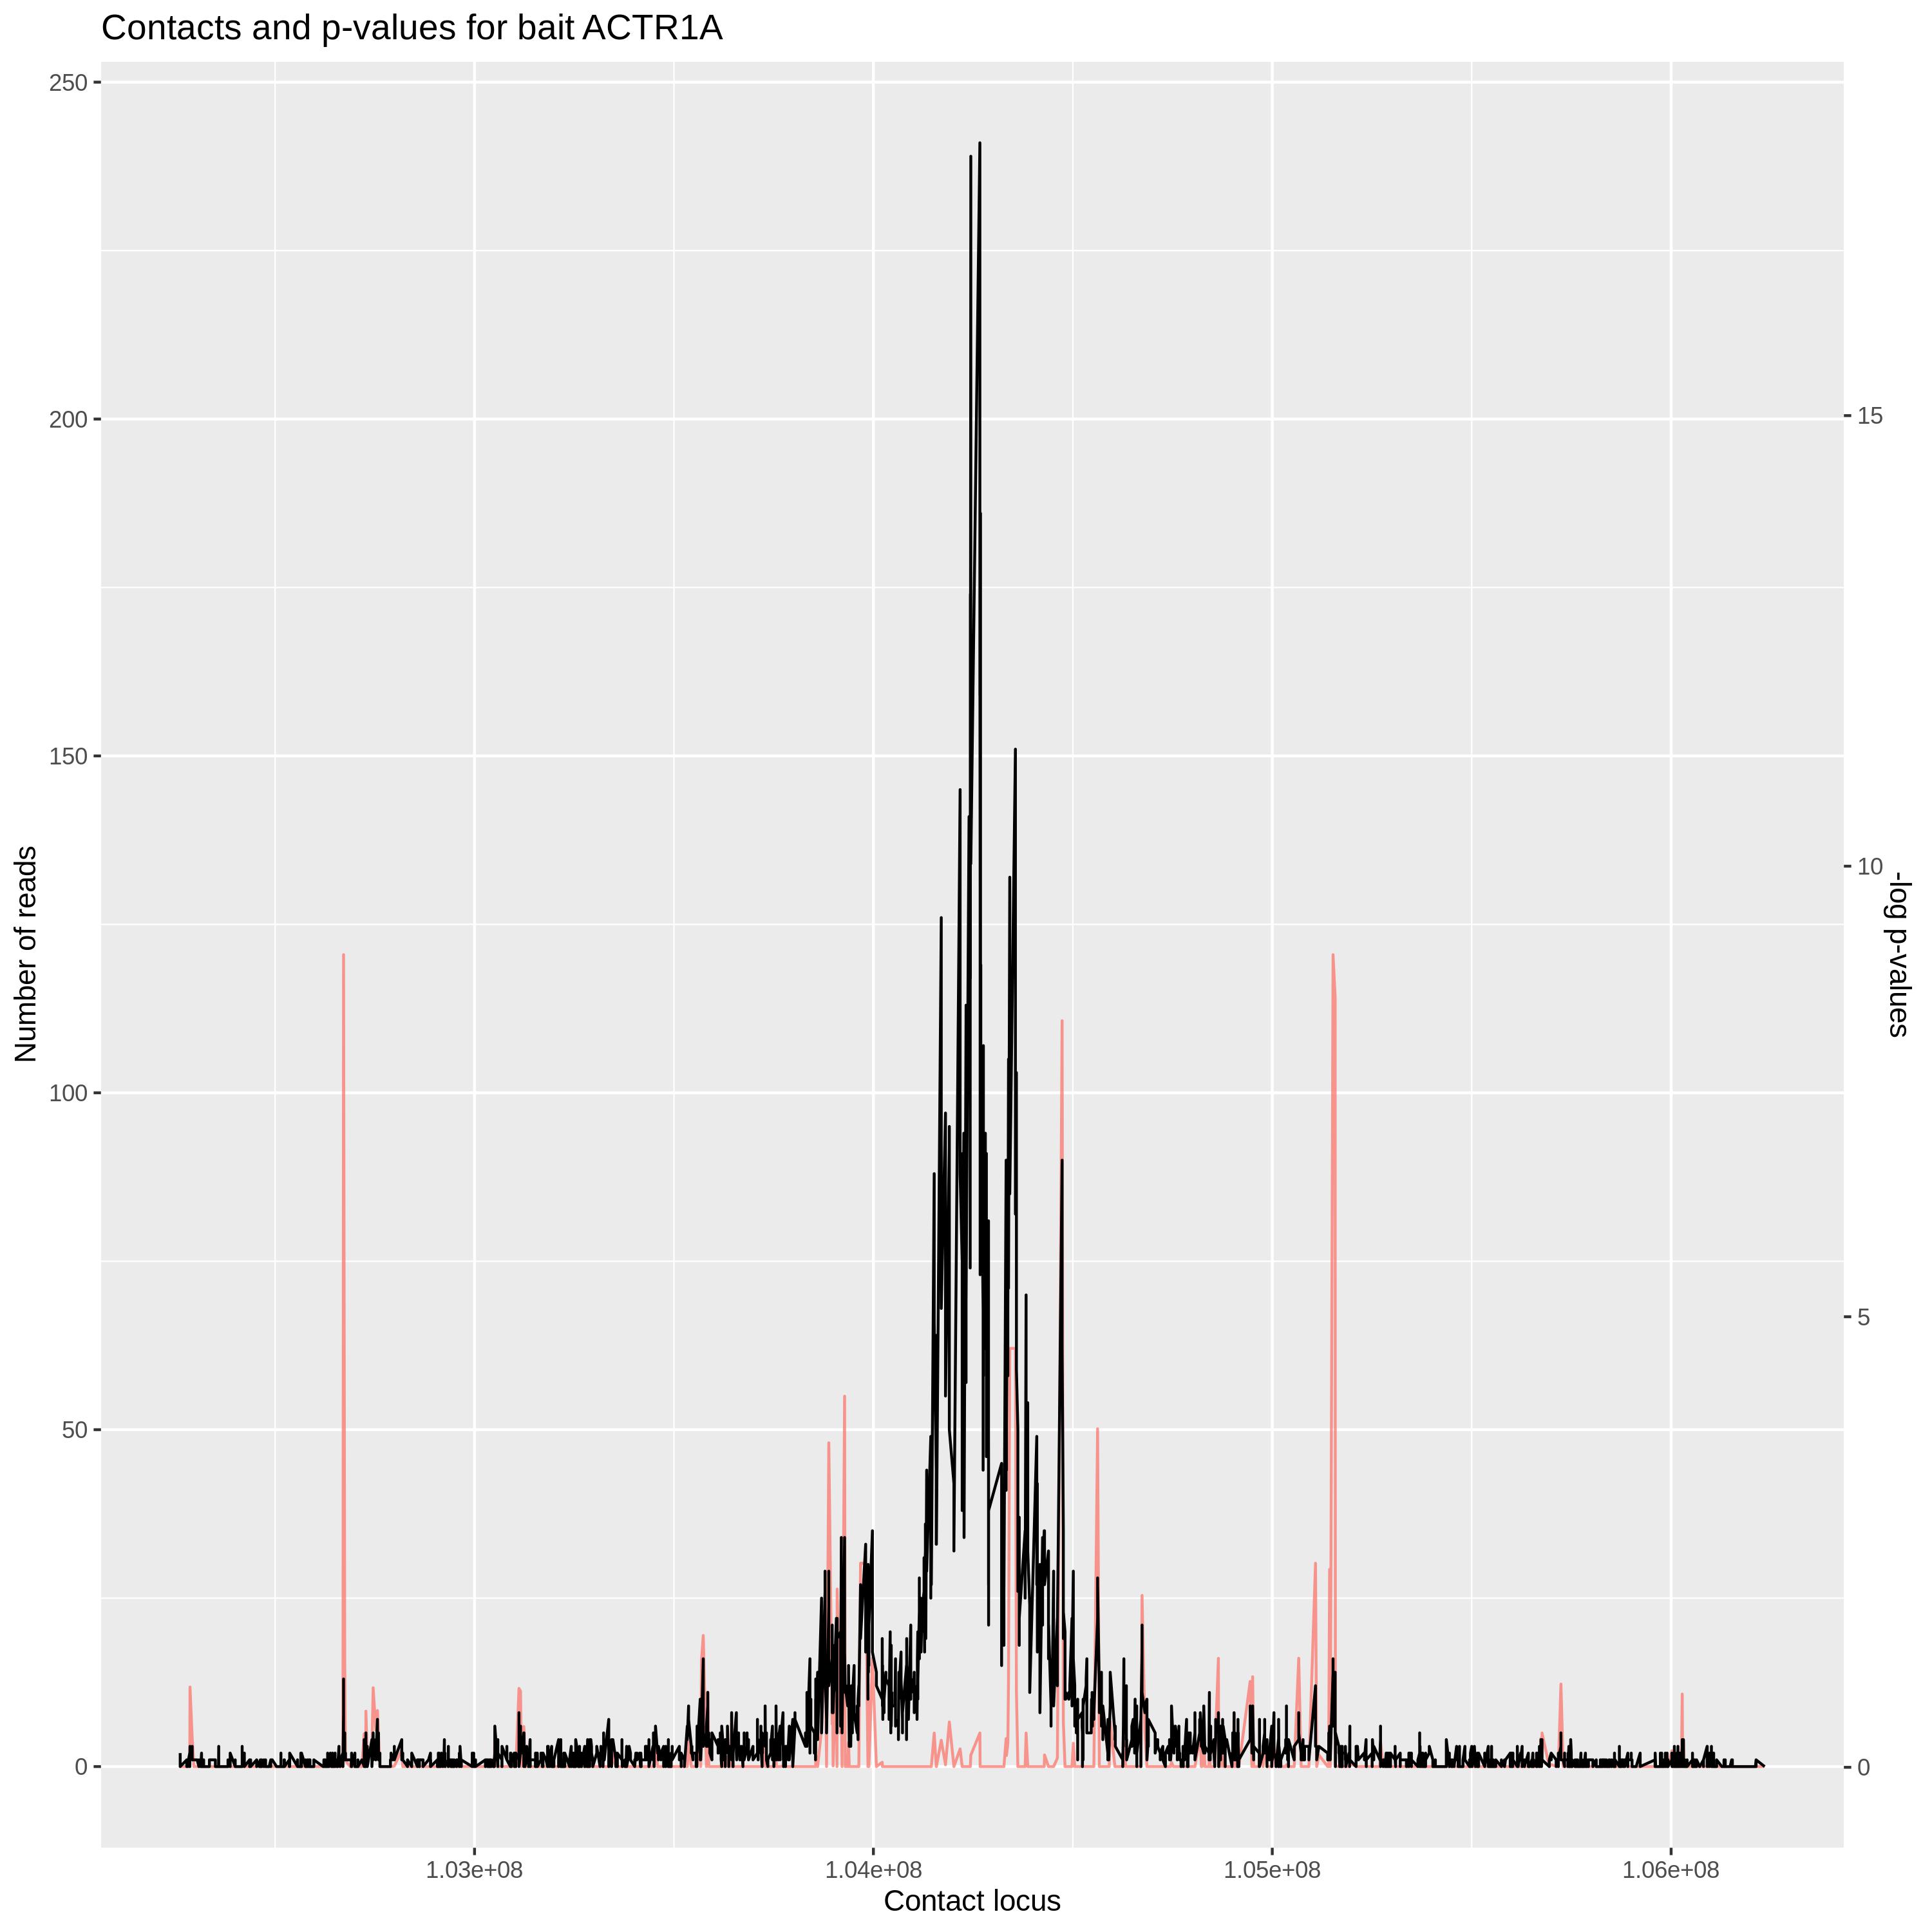 Contacts and p-values for bait ACTR1A
250
200
150
100
50
0
Number of reads
15
10
5
0
-log p-values
1.03e+08
1.04e+08
1.05e+08
1.06e+08
Contact locus